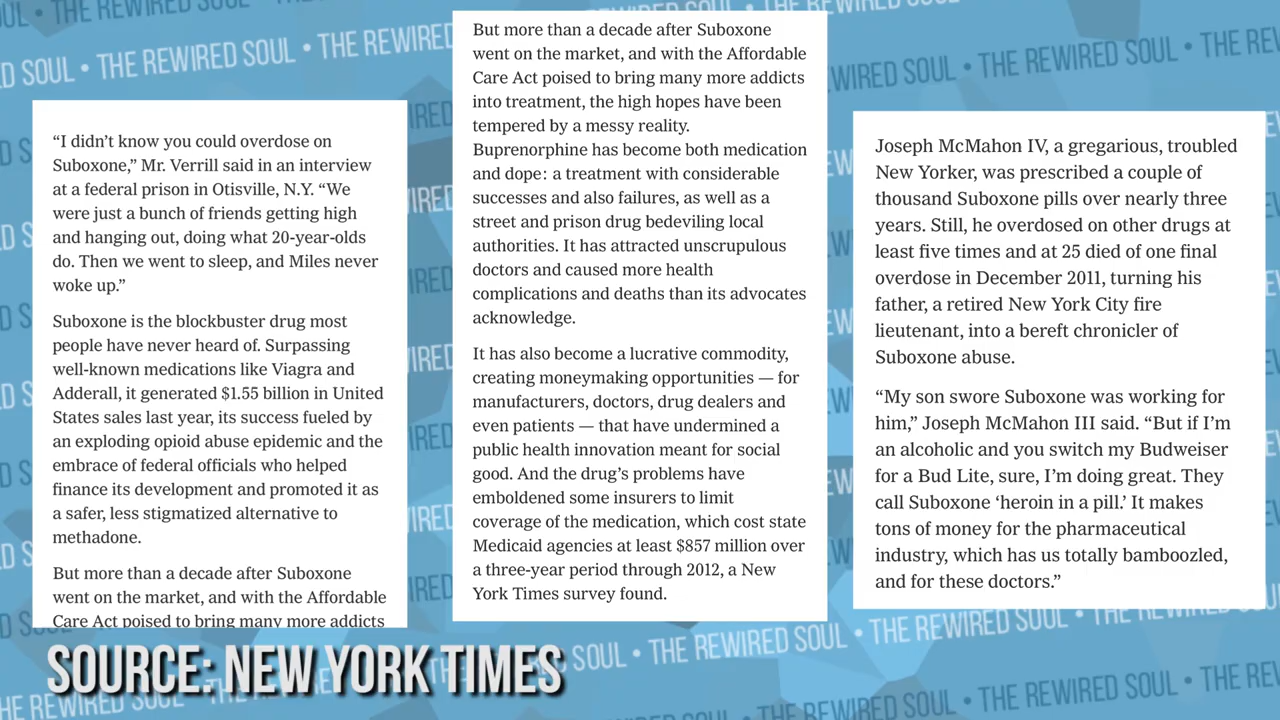 “I didn’t know you could overdose on
Suboxone,” Mr. Verrill said in an interview
at a federal prison in Otisville, N.Y. “We
were just a bunch of friends getting high
and hanging out, doing what 20-year-olds
do. Then we went to sleep, and Miles never
woke up.”
Suboxone is the blockbuster drug most
people have never heard of. Surpassing
well-known medications like Viagra and
Adderall, it generated $1.55 billion in United
States sales last year, its success fueled by
an exploding opioid abuse epidemic and the
embrace of federal officials who helped
finance its development and promoted it as
a safer, less stigmatized alternative to
methadone.
But more than a decade after Suboxone
went on the market, and with the Affordable
Care Act poised to bring many more addicts
But more than a decade after Suboxone
went on the market, and with the Affordable
Care Act poised to bring many more addicts
into treatment, the high hopes have been
tempered by a messy reality.
Buprenorphine has become both medication
and dope: a treatment with considerable
successes and also failures, as well as a
street and prison drug bedeviling local
authorities. It has attracted unscrupulous
doctors and caused more health
complications and deaths than its advocates
acknowledge.
It has also become a lucrative commodity,
creating moneymaking opportunities — for
manufacturers, doctors, drug dealers and
even patients — that have undermined a
public health innovation meant for social
good. And the drug’s problems have
emboldened some insurers to limit
coverage of the medication, which cost state
Medicaid agencies at least $857 million over
a three-year period through 2012, a New
York Times survey found.
Joseph McMahon IV, a gregarious, troubled
New Yorker, was prescribed a couple of
thousand Suboxone pills over nearly three
years. Still, he overdosed on other drugs at
least five times and at 25 died of one final
overdose in December 2011, turning his
father, a retired New York City fire
lieutenant, into a bereft chronicler of
Suboxone abuse.
“My son swore Suboxone was working for
him,” Joseph McMahon III said. “But if I’m
an alcoholic and you switch my Budweiser
for a Bud Lite, sure, I’m doing great. They
call Suboxone ‘heroin in a pill.’ It makes
tons of money for the pharmaceutical
industry, which has us totally bamboozled,
and for these doctors.”
SOURCE: NEW YORK TIMES
SOUL • THE REWIRED SOUL • THE REWIRED SOUL • THE RE